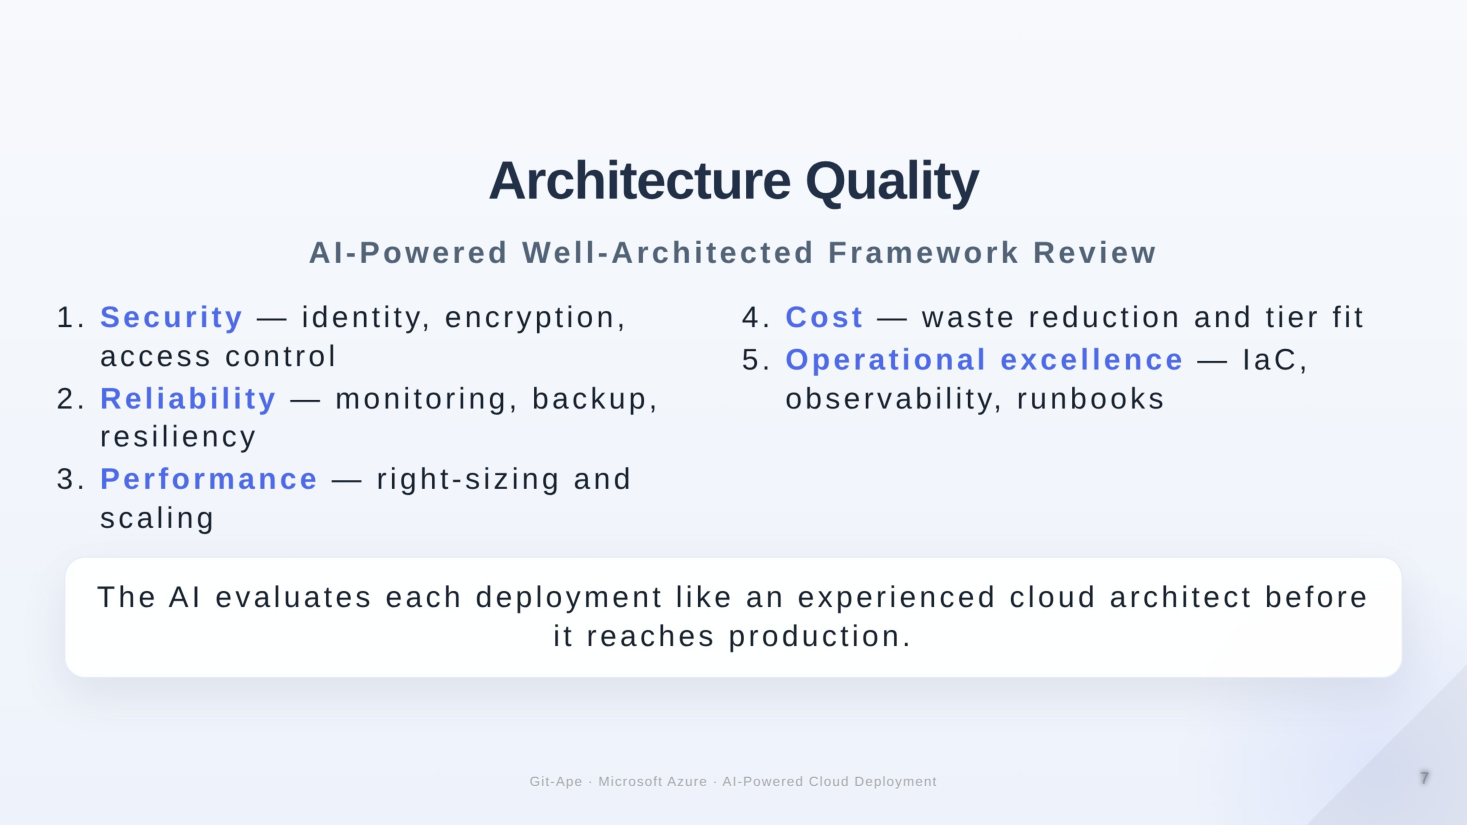 Architecture Quality
AI-Powered Well-Architected Framework Review
1. Security — identity, encryption,
access control
2. Reliability — monitoring, backup,
resiliency
3. Performance — right-sizing and
scaling
4. Cost — waste reduction and tier fit
5. Operational excellence — IaC,
observability, runbooks
The AI evaluates each deployment like an experienced cloud architect before
it reaches production.
Git-Ape · Microsoft Azure · AI-Powered Cloud Deployment
7